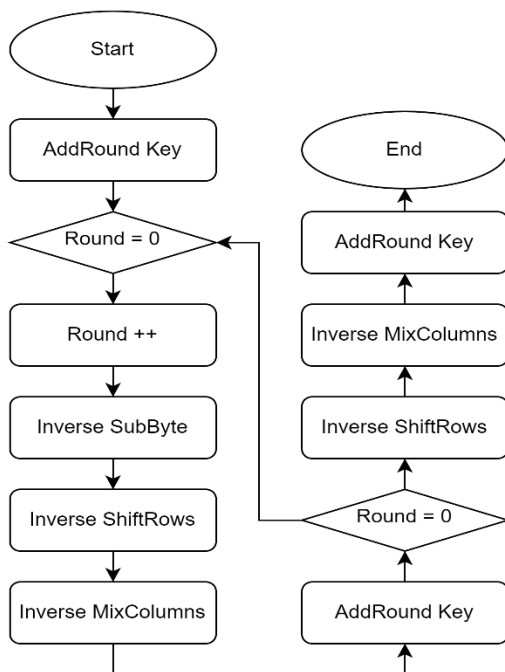 Start
AddRound Key
Round = 0
Round ++
Inverse SubByte
Inverse ShiftRows
Inverse MixColumns
End
AddRound Key
Inverse MixColumns
Inverse ShiftRows
Round = 0
AddRound Key